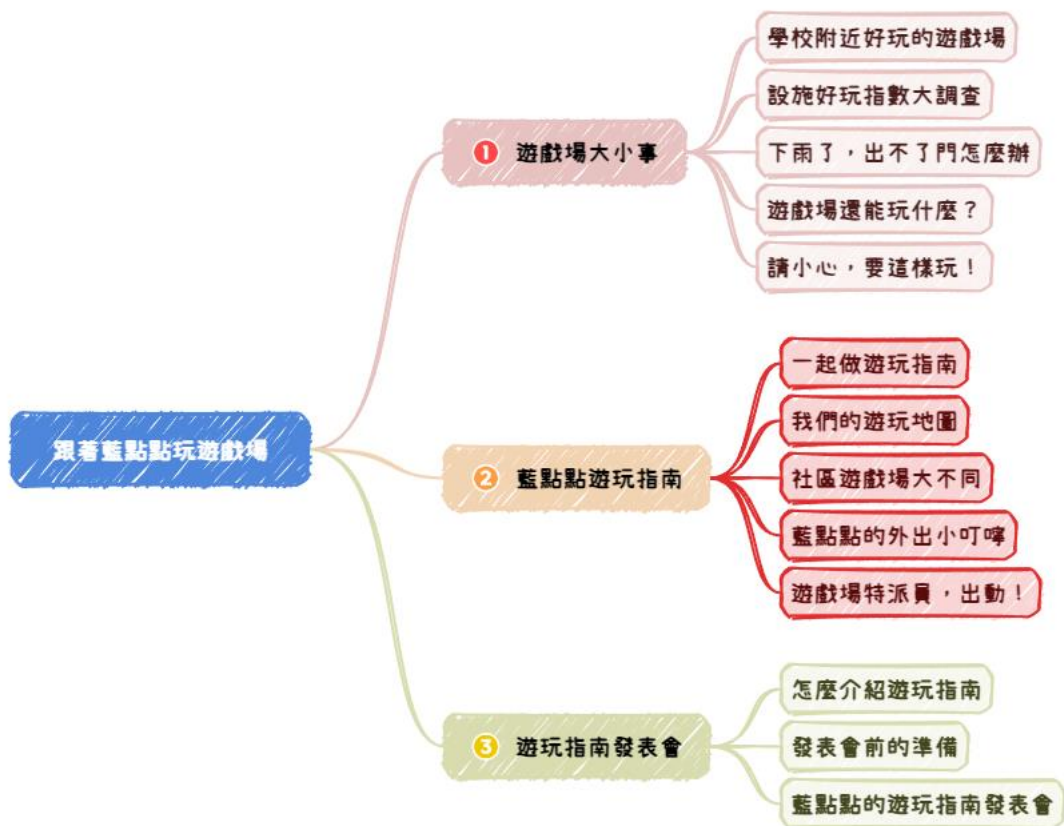 跟著藍點點玩遊戲場
1 遊戲場大小事
學校附近好玩的遊戲場
設施好玩指數大調查
下雨了，出不了門怎麼辦
遊戲場還能玩什麼？
請小心，要這樣玩！
2 藍點點遊玩指南
一起做遊玩指南
我們的遊玩地圖
社區遊戲場大不同
藍點點的外出小叮嚀
遊戲場特派員，出動！
3 遊玩指南發表會
怎麼介紹遊玩指南
發表會前的準備
藍點點的遊玩指南發表會